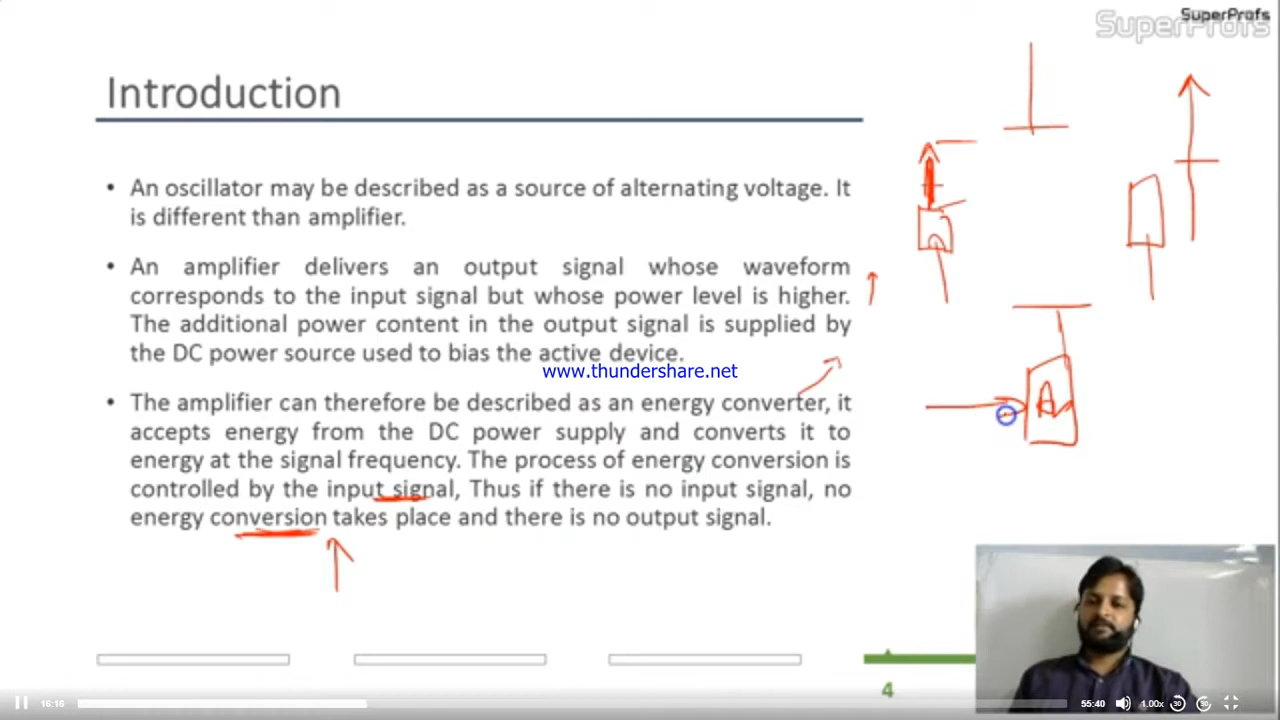 SuperProfs
SuperProfs
Introduction
• An oscillator may be described as a source of alternating voltage. It
is different than amplifier.
• An amplifier delivers an output signal whose waveform
corresponds to the input signal but whose power level is higher.
The additional power content in the output signal is supplied by
the DC power source used to bias the active device.
www.thundershare.net
• The amplifier can therefore be described as an energy converter, it
accepts energy from the DC power supply and converts it to
energy at the signal frequency. The process of energy conversion is
controlled by the input signal, Thus if there is no input signal, no
energy conversion takes place and there is no output signal.
A
4
16:16
55:40
1.00x
30
30